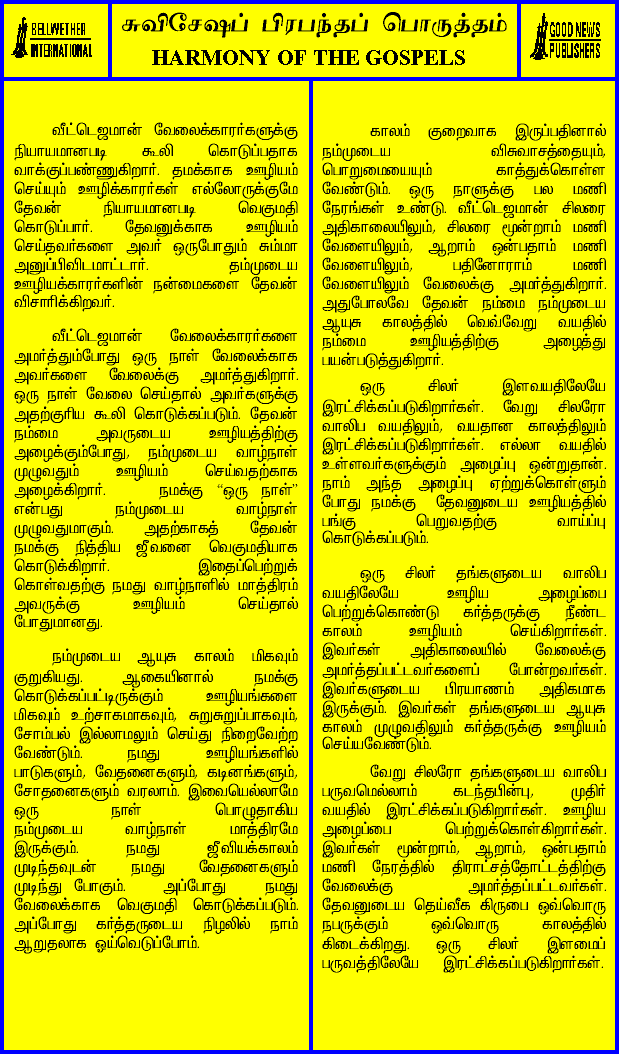 BELLWETHER
INTERNATIONAL
சுவிசேஷப் பிரபந்தப் பொருத்தம்
HARMONY OF THE GOSPELS
GOOD NEWS
PUBLISHERS
வீட்டெஜமான் வேலைக்காரர்களுக்கு
நியாயமானபடி கூலி கொடுப்பதாக
வாக்குப்பண்ணுகிறார். தமக்காக ஊழியம்
செய்யும் ஊழிக்காரர்கள் எல்லோருக்குமே
தேவன் நியாயமானபடி வெகுமதி
கொடுப்பார். தேவனுக்காக ஊழியம்
செய்தவர்களை அவர் ஒருபோதும் சும்மா
அனுப்பிவிடமாட்டார். தம்முடைய
ஊழியக்காரர்களின் நன்மைகளை தேவன்
விசாரிக்கிறவர்.
வீட்டெஜமான் வேலைக்காரர்களை
அமர்த்தும்போது ஒரு நாள் வேலைக்காக
அவர்களை வேலைக்கு அமர்த்துகிறார்.
ஒரு நாள் வேலை செய்தால் அவர்களுக்கு
அதற்குரிய கூலி கொடுக்கப்படும். தேவன்
நம்மை அவருடைய ஊழியத்திற்கு
அழைக்கும்போது, நம்முடைய வாழ்நாள்
முழுவதும் ஊழியம் செய்வதற்காக
அழைக்கிறார். நமக்கு “ஒரு நாள்”
என்பது நம்முடைய வாழ்நாள்
முழுவதுமாகும். அதற்காகத் தேவன்
நமக்கு நித்திய ஜீவனை வெகுமதியாக
கொடுக்கிறார். இதைப்பெற்றுக்
கொள்வதற்கு நமது வாழ்நாளில் மாத்திரம்
அவருக்கு ஊழியம் செய்தால்
போதுமானது.
நம்முடைய ஆயுசு காலம் மிகவும்
குறுகியது. ஆகையினால் நமக்கு
கொடுக்கப்பட்டிருக்கும் ஊழியங்களை
மிகவும் உற்சாகமாகவும், சுறுசுறுப்பாகவும்,
சோம்பல் இல்லாமலும் செய்து நிறைவேற்ற
வேண்டும். நமது ஊழியங்களில்
பாடுகளும், வேதனைகளும், கடினங்களும்,
சோதனைகளும் வரலாம். இவையெல்லாமே
ஒரு நாள் பொழுதாகிய
நம்முடைய வாழ்நாள் மாத்திரமே
இருக்கும். நமது ஜீவியக்காலம்
முடிந்தவுடன் நமது வேதனைகளும்
முடிந்து போகும். அப்போது நமது
வேலைக்காக வெகுமதி கொடுக்கப்படும்.
அப்போது கர்த்தருடைய நிழலில் நாம்
ஆறுதலாக ஓய்வெடுப்போம்.
காலம் குறைவாக இருப்பதினால்
நம்முடைய விசுவாசத்தையும்,
பொறுமையையும் காத்துக்கொள்ள
வேண்டும். ஒரு நாளுக்கு பல மணி
நேரங்கள் உண்டு. வீட்டெஜமான் சிலரை
அதிகாலையிலும், சிலரை மூன்றாம் மணி
வேளையிலும், ஆறாம் ஒன்பதாம் மணி
வேளையிலும், பதினோராம் மணி
வேளையிலும் வேலைக்கு அமர்த்துகிறார்.
அதுபோலவே தேவன் நம்மை நம்முடைய
ஆயுசு காலத்தில் வெவ்வேறு வயதில்
நம்மை ஊழியத்திற்கு அழைத்து
பயன்படுத்துகிறார்.
ஒரு சிலர் இளவயதிலேயே
இரட்சிக்கப்படுகிறார்கள். வேறு சிலரோ
வாலிப வயதிலும், வயதான காலத்திலும்
இரட்சிக்கப்படுகிறார்கள். எல்லா வயதில்
உள்ளவர்களுக்கும் அழைப்பு ஒன்றுதான்.
நாம் அந்த அழைப்பு ஏற்றுக்கொள்ளும்
போது நமக்கு தேவனுடைய ஊழியத்தில்
பங்கு பெறுவதற்கு வாய்ப்பு
கொடுக்கப்படும்.
ஒரு சிலர் தங்களுடைய வாலிப
வயதிலேயே ஊழிய அழைப்பை
பெற்றுக்கொண்டு கர்த்தருக்கு நீண்ட
காலம் ஊழியம் செய்கிறார்கள்.
இவர்கள் அதிகாலையில் வேலைக்கு
அமர்த்தப்பட்டவர்களைப் போன்றவர்கள்.
இவர்களுடைய பிரயாணம் அதிகமாக
இருக்கும். இவர்கள் தங்களுடைய ஆயுசு
காலம் முழுவதிலும் கர்த்தருக்கு ஊழியம்
செய்யவேண்டும்.
வேறு சிலரோ தங்களுடைய வாலிப
பருவமெல்லாம் கடந்தபின்பு, முதிர்
வயதில் இரட்சிக்கப்படுகிறார்கள். ஊழிய
அழைப்பை பெற்றுக்கொள்கிறார்கள்.
இவர்கள் மூன்றாம், ஆறாம், ஒன்பதாம்
மணி நேரத்தில் திராட்சத்தோட்டத்திற்கு
வேலைக்கு அமர்த்தப்பட்டவர்கள்.
தேவனுடைய தெய்வீக கிருபை ஒவ்வொரு
நபருக்கும் ஒவ்வொரு காலத்தில்
கிடைக்கிறது. ஒரு சிலர் இளமைப்
பருவத்திலேயே இரட்சிக்கப்படுகிறார்கள்.